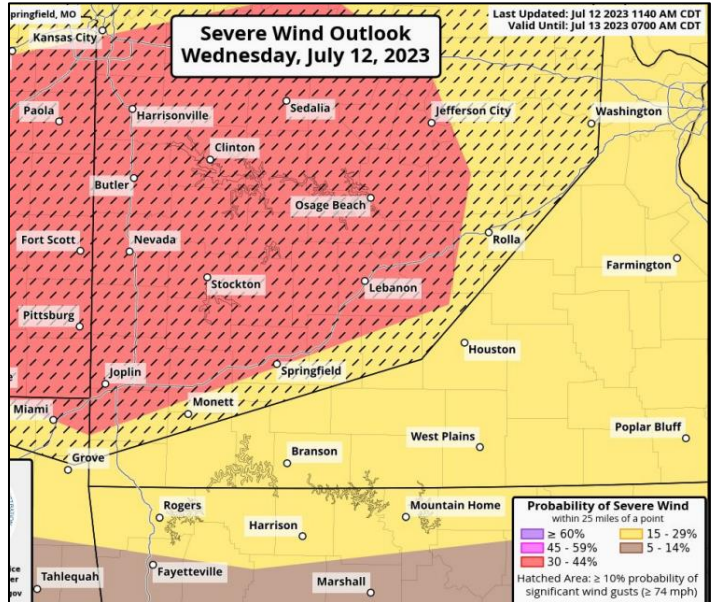 pringfield, MO
Severe Wind Outlook
Wednesday, July 12, 2023
Last Updated: Jul 12 2023 1140 AM CDT
Valid Until: Jul 13 2023 0700 AM CDT
Kansas City
Paola
Harrisonville
Sedalia
Jefferson City
Washington
Clinton
Butler
Osage Beach
Fort Scott
Nevada
Rolla
Farmington
Stockton
Lebanon
Pittsburg
Houston
Joplin
Springfield
Miami
Monett
Grove
Branson
West Plains
Poplar Bluff
Rogers
Harrison
Mountain Home
Tahlequah
Fayetteville
Marshall
ice
er
gov
Probability of Severe Wind
within 25 miles of a point
≥ 60%
15 - 29%
45 - 59%
5 - 14%
30 - 44%
Hatched Area: ≥ 10% probability of
significant wind gusts (≥ 74 mph)